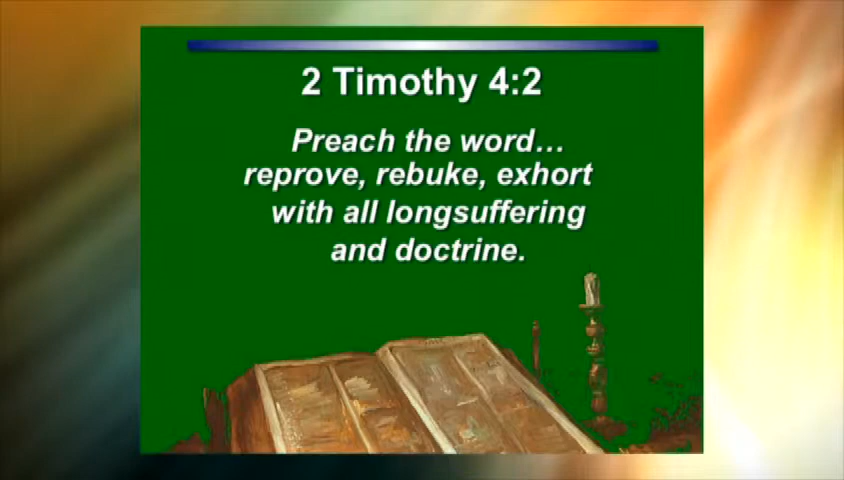 2 Timothy 4:2
Preach the word…
reprove, rebuke, exhort
with all longsuffering
and doctrine.